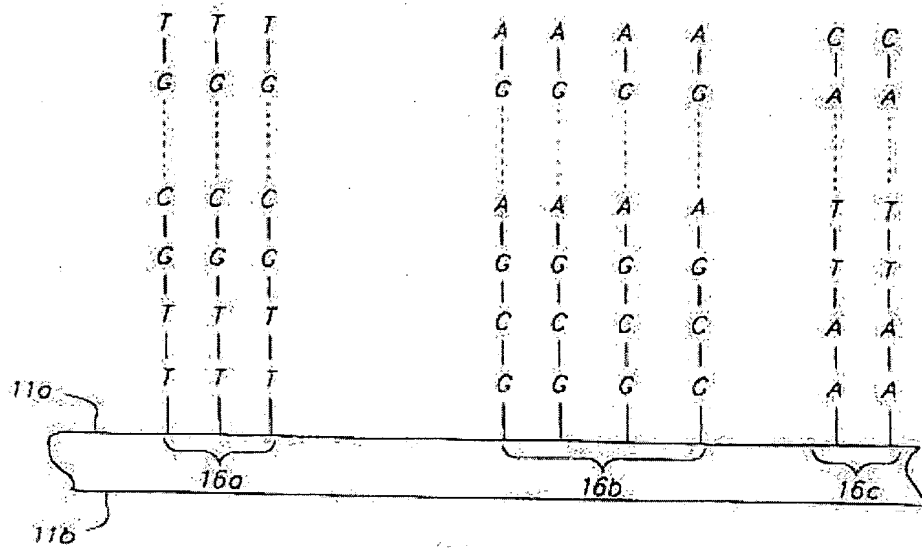 T T T A A A A C C
G G G G G G G A A
C C C A A A A T T
G G G G G G G T T
T T T C C C C A A
T T T G G G G A A
11a
16a 16b 16c
11b